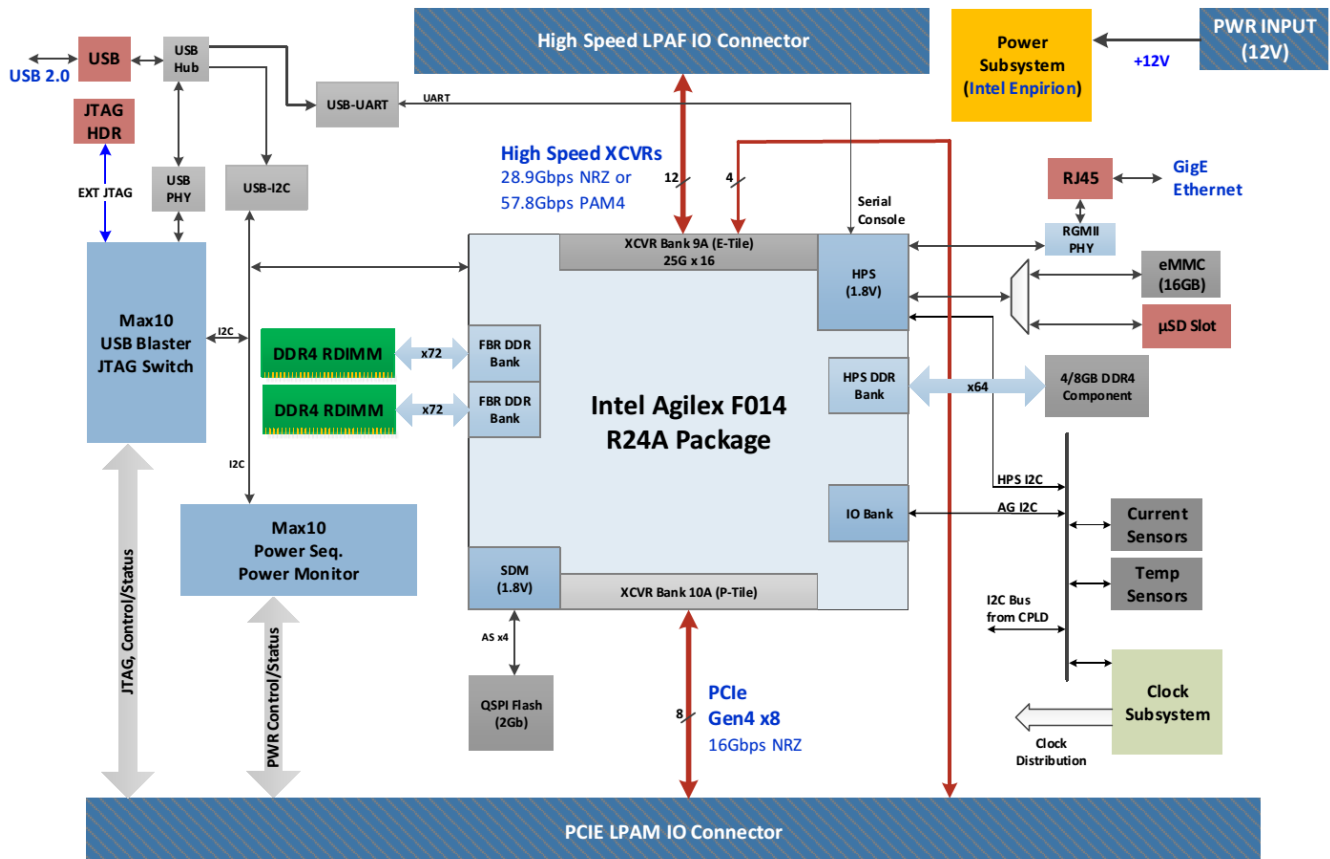 High Speed LPAF IO Connector
Power
Subsystem
(Intel Enpirion)
+12V
PWR INPUT
(12V)
USB 2.0
USB
USB
Hub
JTAG
HDR
EXT JTAG
USB
PHY
USB-I2C
USB-UART
UART
High Speed XCVRs
28.9Gbps NRZ or
57.8Gbps PAM4
12
4
Serial
Console
RJ45
GigE
Ethernet
RGMII
PHY
eMMC
(16GB)
µSD Slot
XCVR Bank 9A (E-Tile)
25G x 16
HPS
(1.8V)
Max10
USB Blaster
JTAG Switch
I2C
DDR4 RDIMM
x72
FBR DDR
Bank
DDR4 RDIMM
x72
FBR DDR
Bank
Intel Agilex F014
R24A Package
HPS DDR
Bank
x64
4/8GB DDR4
Component
I2C
HPS I2C
AG I2C
IO Bank
Current
Sensors
Temp
Sensors
I2C Bus
from CPLD
Max10
Power Seq.
Power Monitor
SDM
(1.8V)
XCVR Bank 10A (P-Tile)
AS x4
QSPI Flash
(2Gb)
8
PCIe
Gen4 x8
16Gbps NRZ
Clock
Subsystem
Clock
Distribution
JTAG, Control/Status
PWR Control/Status
PCIE LPAM IO Connector